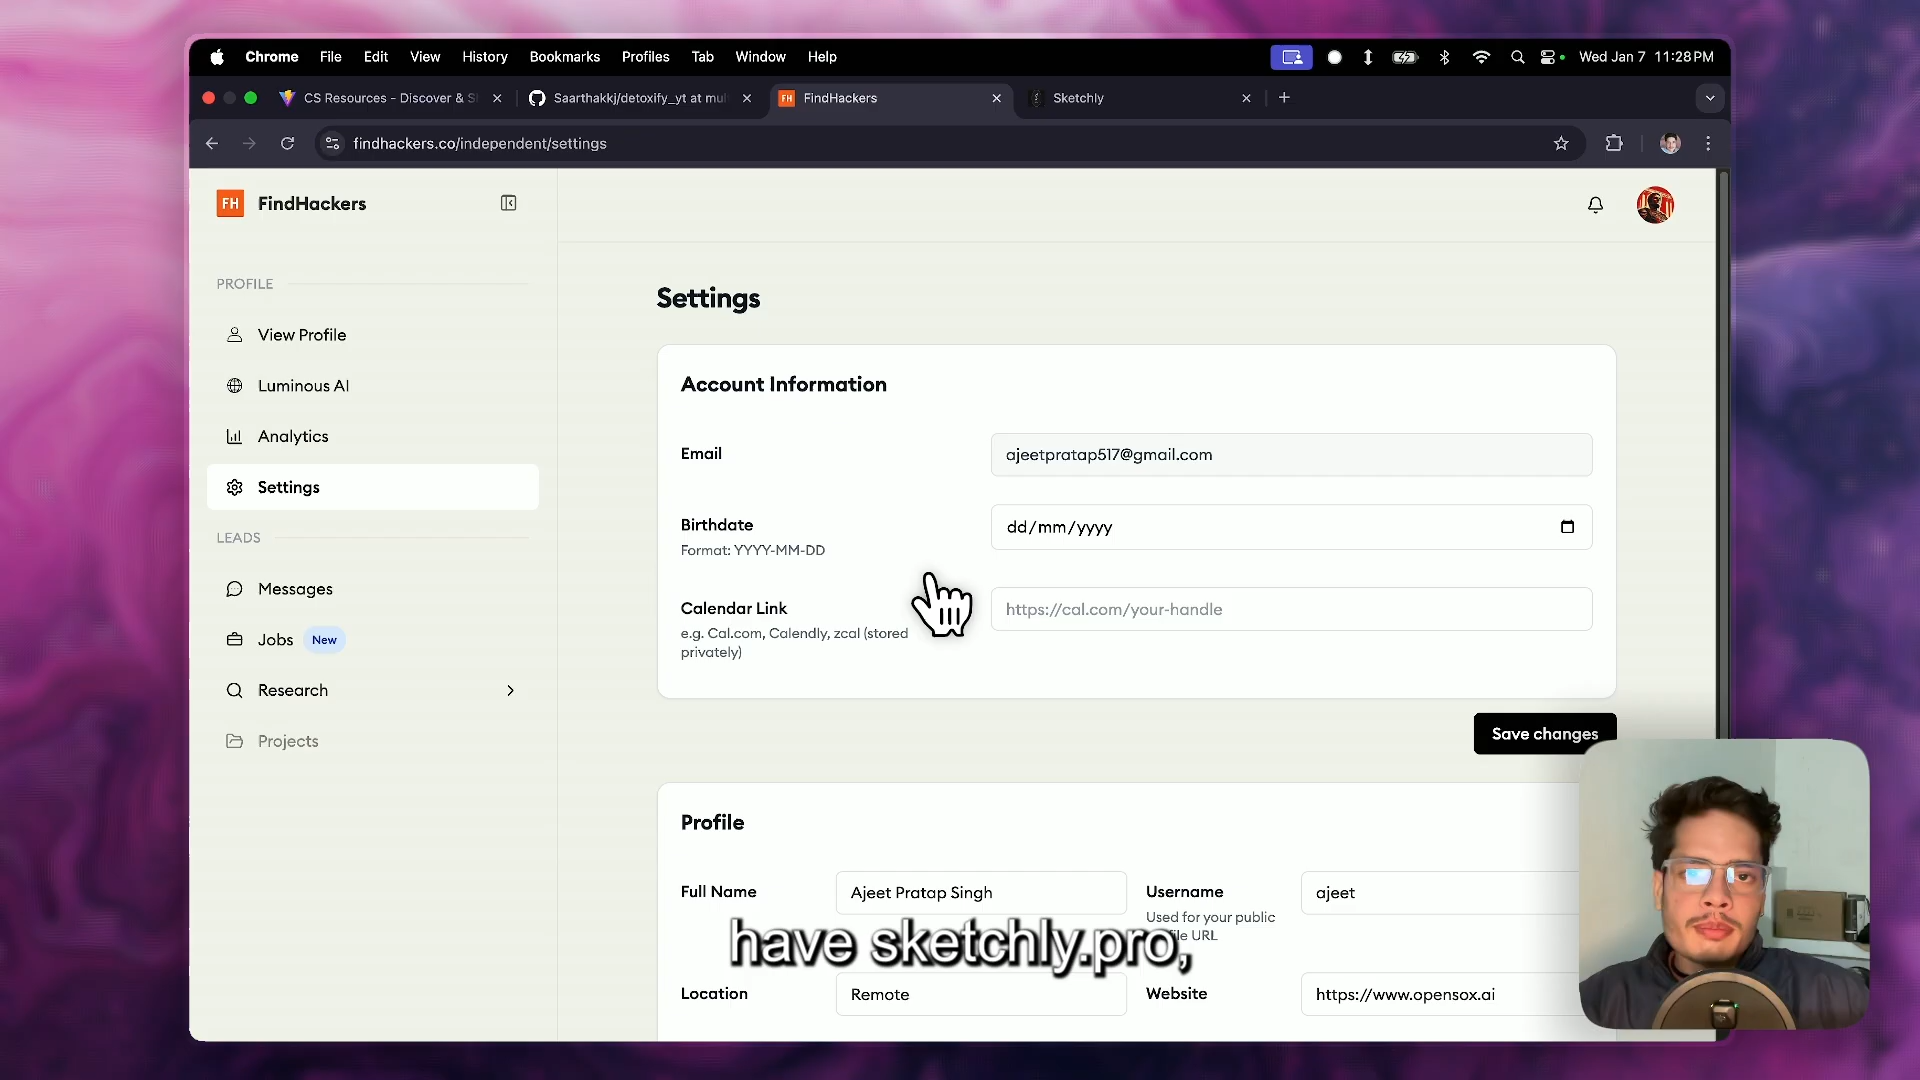 Chrome File Edit View History Bookmarks Profiles Tab Window Help Wed Jan 7 11:28 PM
CS Resources - Discover & S Saarthakkj/detoxify_yt at mul FindHackers Sketchly
findhackers.co/independent/settings
FH FindHackers
PROFILE
View Profile
Luminous AI
Analytics
Settings
LEADS
Messages
Jobs New
Research
Projects
Settings
Account Information
Email ajeetpratap517@gmail.com
Birthdate dd/mm/yyyy
Format: YYYY-MM-DD
Calendar Link https://cal.com/your-handle
e.g. Cal.com, Calendly, zcal (stored
privately)
Save changes
Profile
Full Name Ajeet Pratap Singh Username ajeet
Used for your public
file URL
have sketchly.pro,
Location Remote Website https://www.opensox.ai